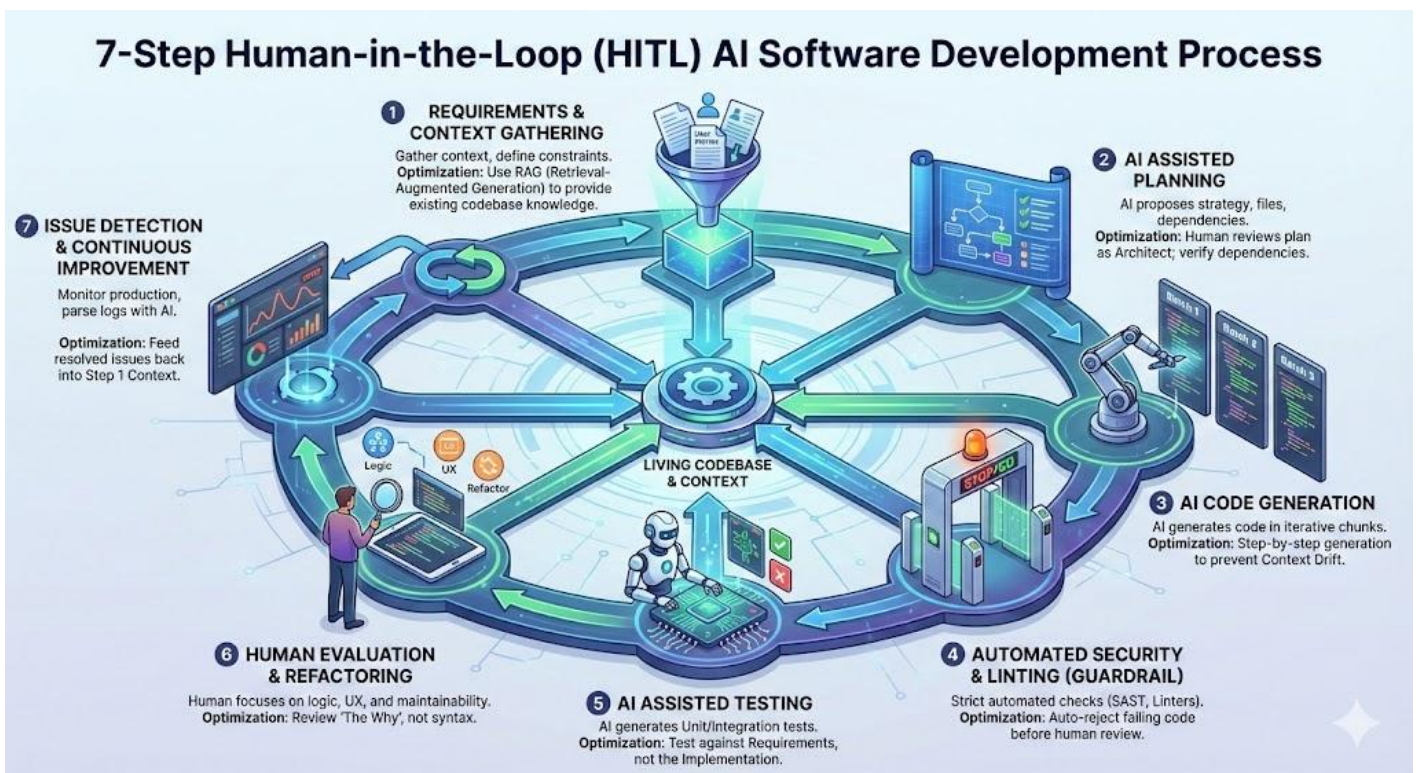 7-Step Human-in-the-Loop (HITL) AI Software Development Process
1
REQUIREMENTS &
CONTEXT GATHERING
Gather context, define constraints.
Optimization: Use RAG (Retrieval-
Augmented Generation) to provide
existing codebase knowledge.
2
AI ASSISTED
PLANNING
AI proposes strategy, files,
dependencies.
Optimization: Human reviews plan
as Architect; verify dependencies.
Batch 1
Batch 2
Batch 3
3
AI CODE GENERATION
AI generates code in iterative chunks.
Optimization: Step-by-step generation
to prevent Context Drift.
STOP/GO
4
AUTOMATED SECURITY
& LINTING (GUARDRAIL)
Strict automated checks (SAST, Linters).
Optimization: Auto-reject failing code
before human review.
5
AI ASSISTED TESTING
AI generates Unit/Integration tests.
Optimization: Test against Requirements,
not the Implementation.
Logic
UX
Refactor
6
HUMAN EVALUATION
& REFACTORING
Human focuses on logic, UX, and maintainability.
Optimization: Review 'The Why', not syntax.
7
ISSUE DETECTION
& CONTINUOUS
IMPROVEMENT
Monitor production,
parse logs with AI.
Optimization: Feed
resolved issues back
into Step 1 Context.
LIVING CODEBASE
& CONTEXT